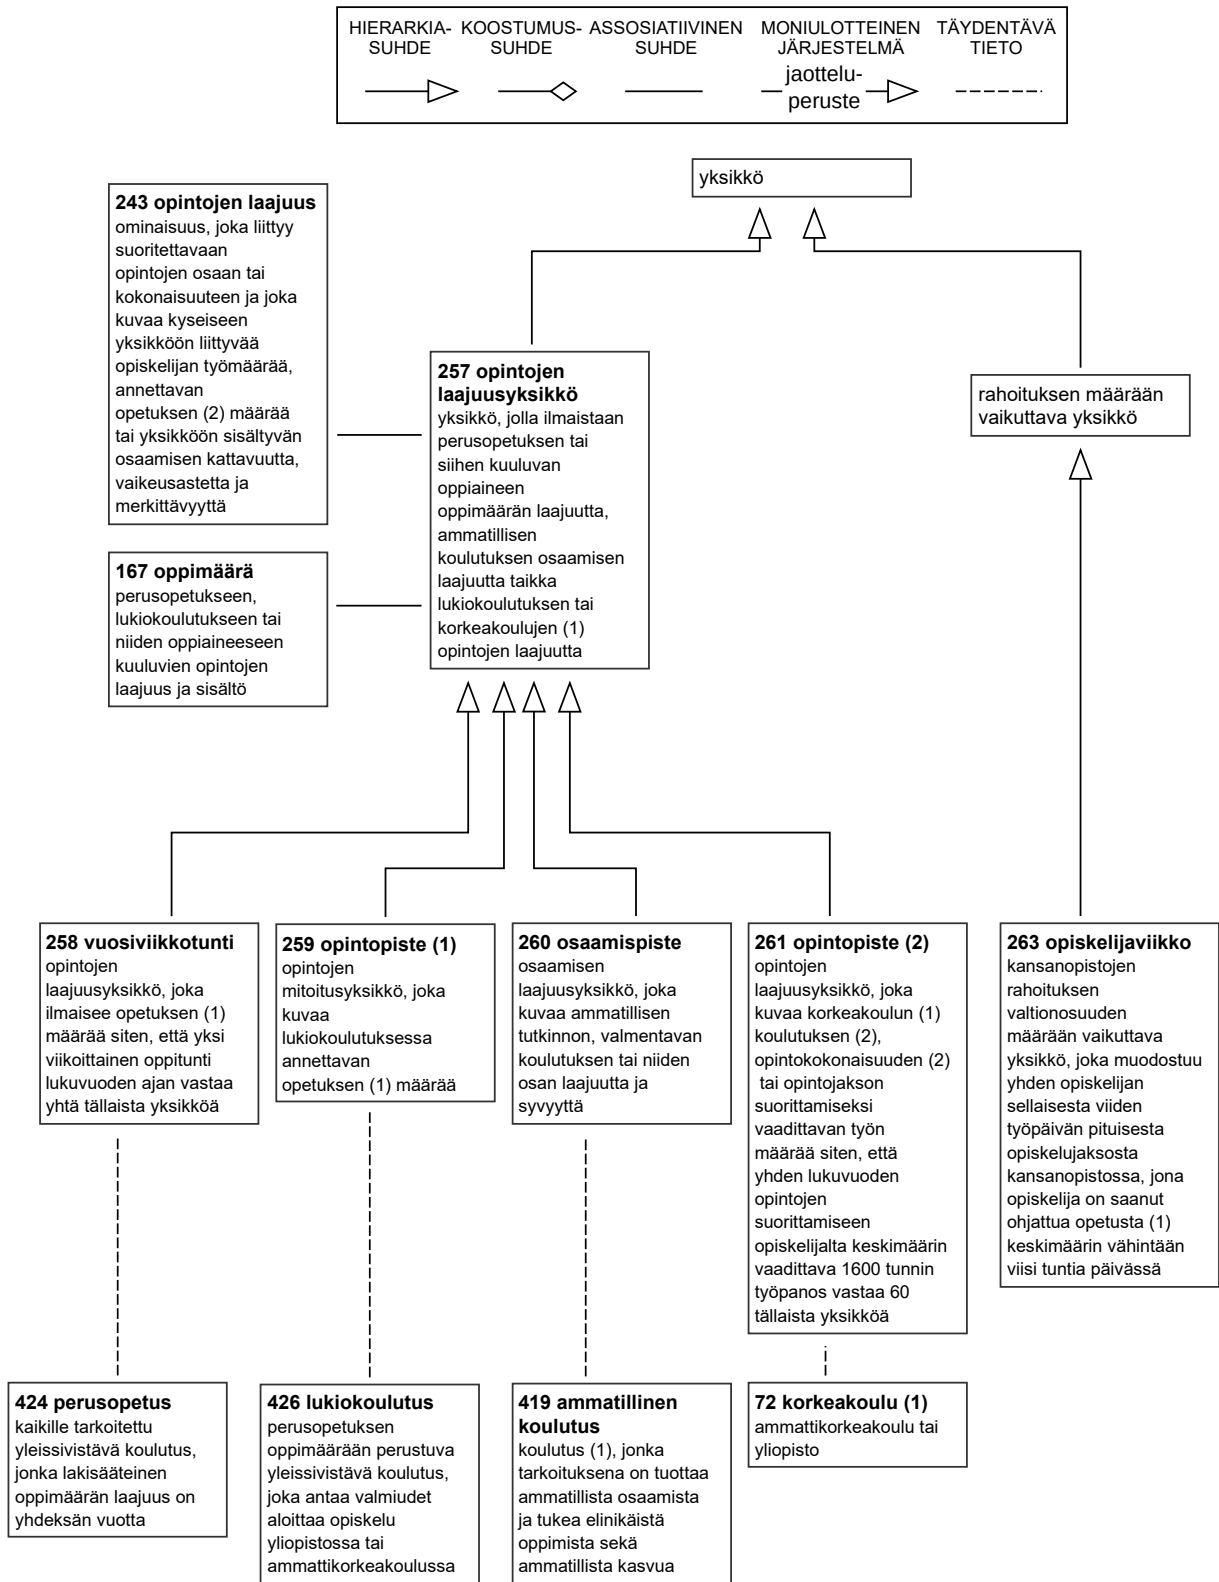 HIERARKIA-
SUHDE
KOOSTUMUS-
SUHDE
ASSOSIATIIVINEN
SUHDE
MONIULOTTEINEN
JÄRJESTELMÄ
TÄYDENTÄVÄ
TIETO
jaottelu-
peruste
yksikkö
243 opintojen laajuus
ominaisuus, joka liittyy
suoritettavaan
opintojen osaan tai
kokonaisuuteen ja joka
kuvaa kyseiseen
yksikköön liittyvää
opiskelijan työmäärää,
annettavan
opetuksen (2) määrää
tai yksikköön sisältyvän
osaamisen kattavuutta,
vaikeusastetta ja
merkittävyyttä
257 opintojen
laajuusyksikkö
yksikkö, jolla ilmaistaan
perusopetuksen tai
siihen kuuluvan
oppiaineen
oppimäärän laajuutta,
ammatillisen
koulutuksen osaamisen
laajuutta taikka
lukiokoulutuksen tai
korkeakoulujen (1)
opintojen laajuutta
rahoituksen määrään
vaikuttava yksikkö
167 oppimäärä
perusopetukseen,
lukiokoulutukseen tai
niiden oppiaineeseen
kuuluvien opintojen
laajuus ja sisältö
258 vuosiviikkotunti
opintojen
laajuusyksikkö, joka
ilmaisee opetuksen (1)
määrää siten, että yksi
viikoittainen oppitunti
lukuvuoden ajan vastaa
yhtä tällaista yksikköä
259 opintopiste (1)
opintojen
mitoitusyksikkö, joka
kuvaa
lukiokoulutuksessa
annettavan
opetuksen (1) määrää
260 osaamispiste
osaamisen
laajuusyksikkö, joka
kuvaa ammatillisen
tutkinnon, valmentavan
koulutuksen tai niiden
osan laajuutta ja
syvyyttä
261 opintopiste (2)
opintojen
laajuusyksikkö, joka
kuvaa korkeakoulun (1)
koulutuksen (2),
opintokokonaisuuden (2)
tai opintojakson
suorittamiseksi
vaadittavan työn
määrää siten, että
yhden lukuvuoden
opintojen
suorittamiseen
opiskelijalta keskimäärin
vaadittava 1600 tunnin
työpanos vastaa 60
tällaista yksikköä
263 opiskelijaviikko
kansanopistojen
rahoituksen
valtionosuuden
määrään vaikuttava
yksikkö, joka muodostuu
yhden opiskelijan
sellaisesta viiden
työpäivän pituisesta
opiskelujaksosta
kansanopistossa, jona
opiskelija on saanut
ohjattua opetusta (1)
keskimäärin vähintään
viisi tuntia päivässä
424 perusopetus
kaikille tarkoitettu
yleissivistävä koulutus,
jonka lakisääteinen
oppimäärän laajuus on
yhdeksän vuotta
426 lukiokoulutus
perusopetuksen
oppimäärään perustuva
yleissivistävä koulutus,
joka antaa valmiudet
aloittaa opiskelu
yliopistossa tai
ammattikorkeakoulussa
419 ammatillinen
koulutus
koulutus (1), jonka
tarkoituksena on tuottaa
ammatillista osaamista
ja tukea elinikäistä
oppimista sekä
ammatillista kasvua
72 korkeakoulu (1)
ammattikorkeakoulu tai
yliopisto